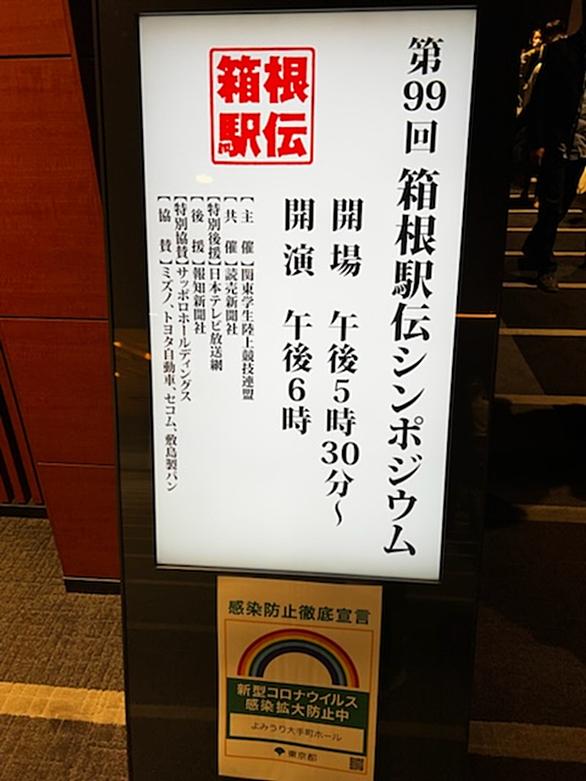 第99回 箱根駅伝シンポジウム
開場 午後5時30分~
開演 午後6時
箱根
駅伝
【主催】関東学生陸上競技連盟
【共催】読売新聞社
【特別後援】日本テレビ放送網
【後援】報知新聞社
【特別協賛】サッポロホールディングス
【協賛】ミズノ、トヨタ自動車、セコム、敷島製パン
感染防止徹底宣言
新型コロナウイルス
感染拡大防止中
よみうり大手町ホール
東京都